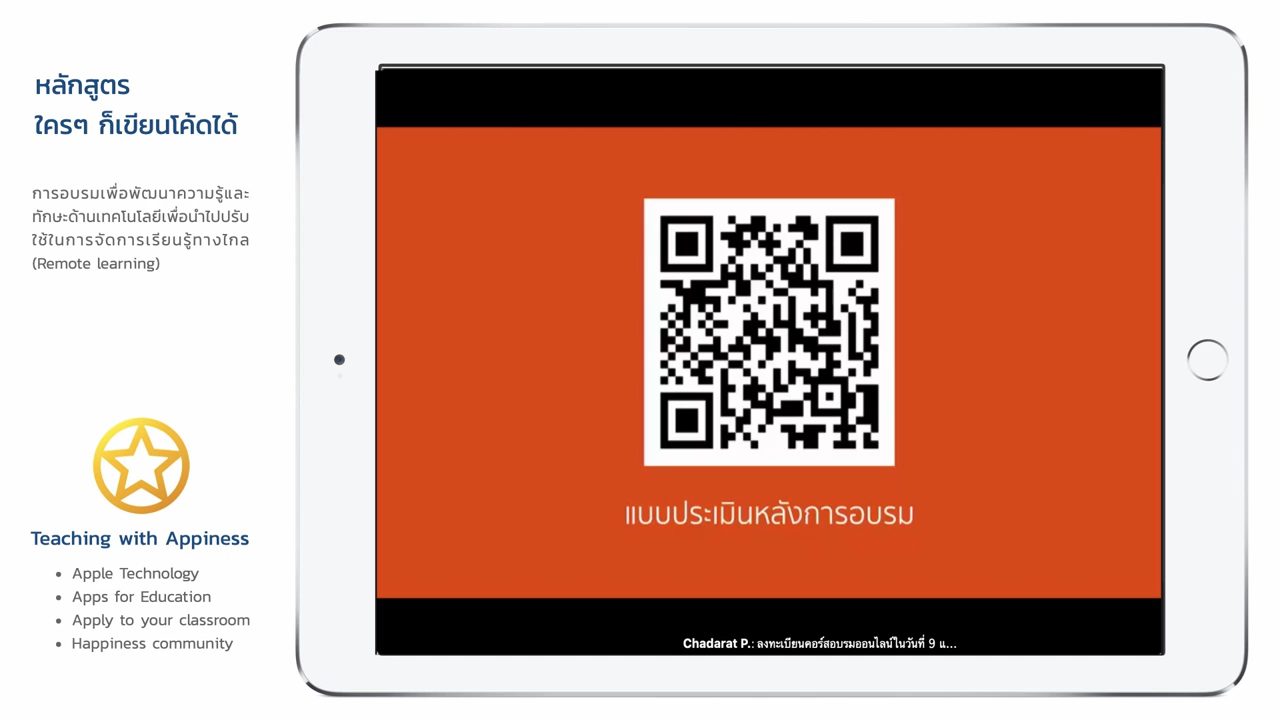 หลักสูตร
ใครๆ ก็เขียนโค้ดได้
การอบรมเพื่อพัฒนาความรู้และ
ทักษะด้านเทคโนโลยีเพื่อนำไปปรับ
ใช้ในการจัดการเรียนรู้ทางไกล
(Remote learning)
Teaching with Appiness
• Apple Technology
• Apps for Education
• Apply to your classroom
• Happiness community
แบบประเมินหลังการอบรม
Chadarat P.: ลงทะเบียนคอร์สอบรมออนไลน์ในวันที่ 9 แ...